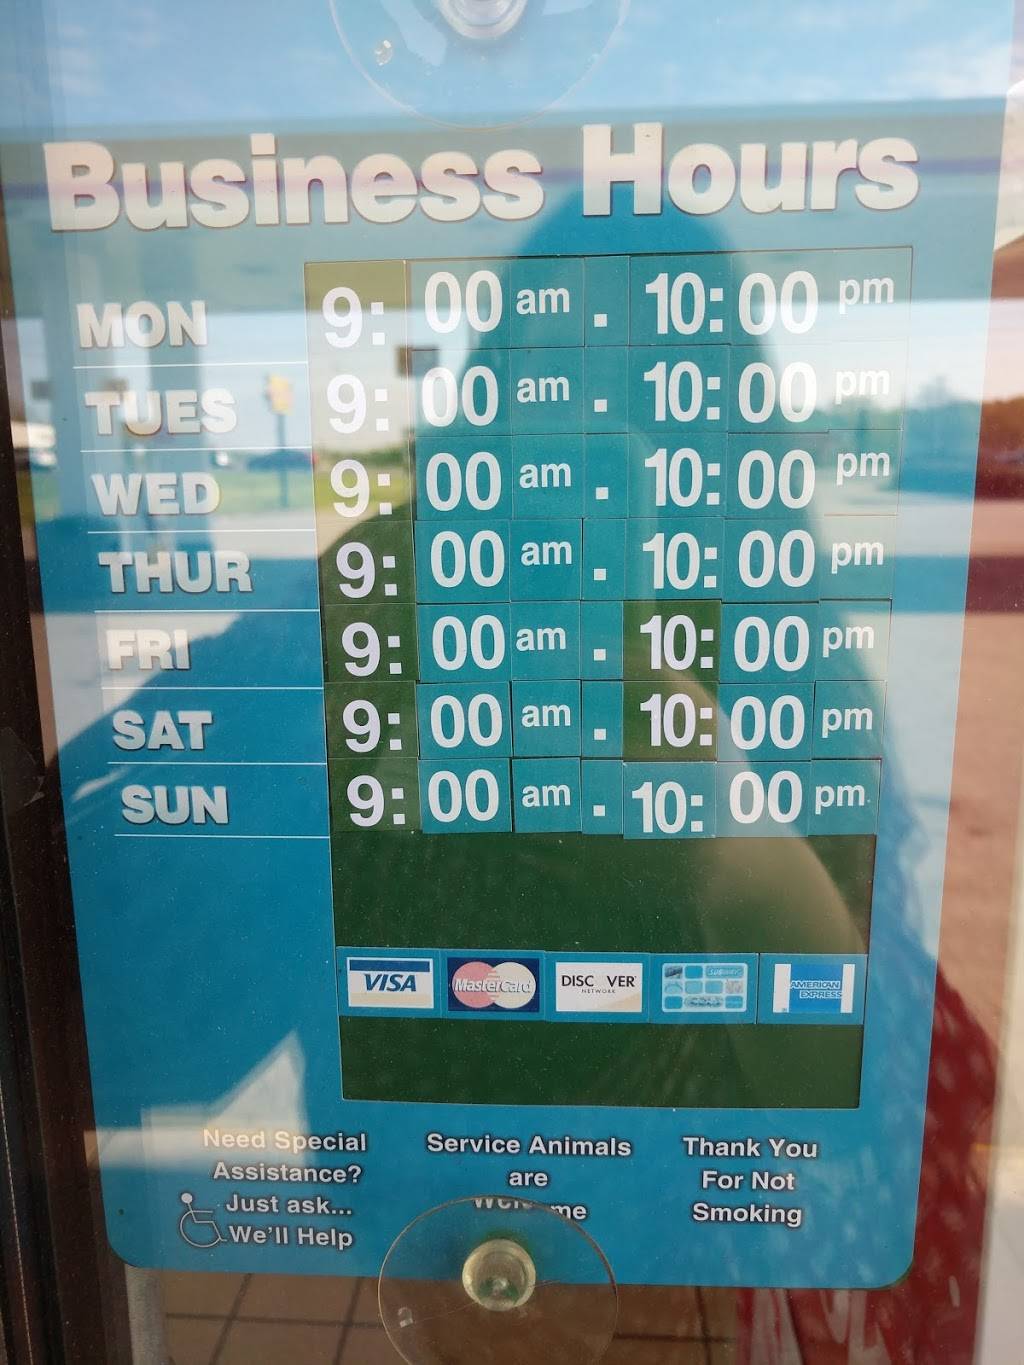 Business Hours
MON 9:00 am . 10:00 pm
TUES 9:00 am . 10:00 pm
WED 9:00 am . 10:00 pm
THUR 9:00 am . 10:00 pm
FRI 9:00 am . 10:00 pm
SAT 9:00 am . 10:00 pm
SUN 9:00 am . 10:00 pm
VISA MasterCard DISC VER NETWORK SUBWAY CARD AMERICAN EXPRESS
Need Special
Assistance?
Just ask...
We'll Help
Service Animals
are
Welcome
Thank You
For Not
Smoking